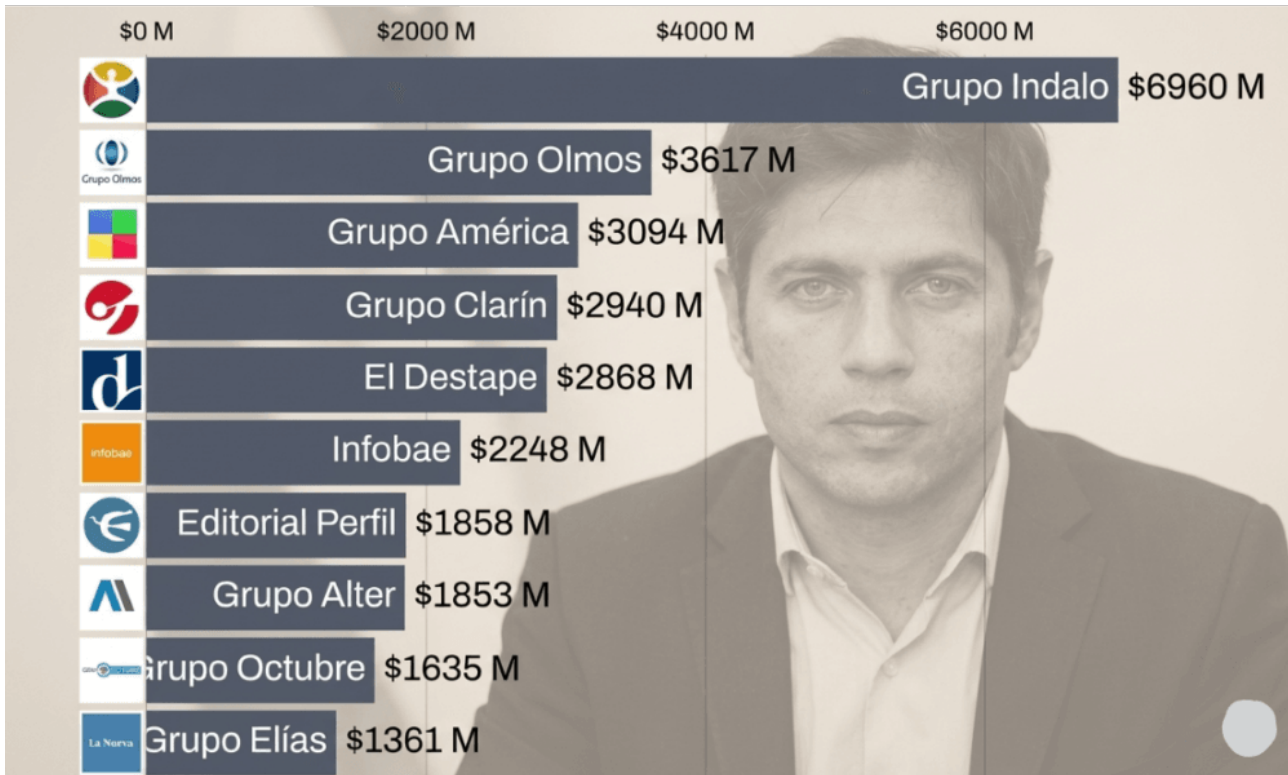 $0 M $2000 M $4000 M $6000 M
Grupo Indalo $6960 M
Grupo Olmos
Grupo Olmos $3617 M
Grupo América $3094 M
Grupo Clarín $2940 M
El Destape $2868 M
infobae
Infobae $2248 M
Editorial Perfil $1858 M
Grupo Alter $1853 M
Grupo Octubre $1635 M
La Nueva
Grupo Elías $1361 M